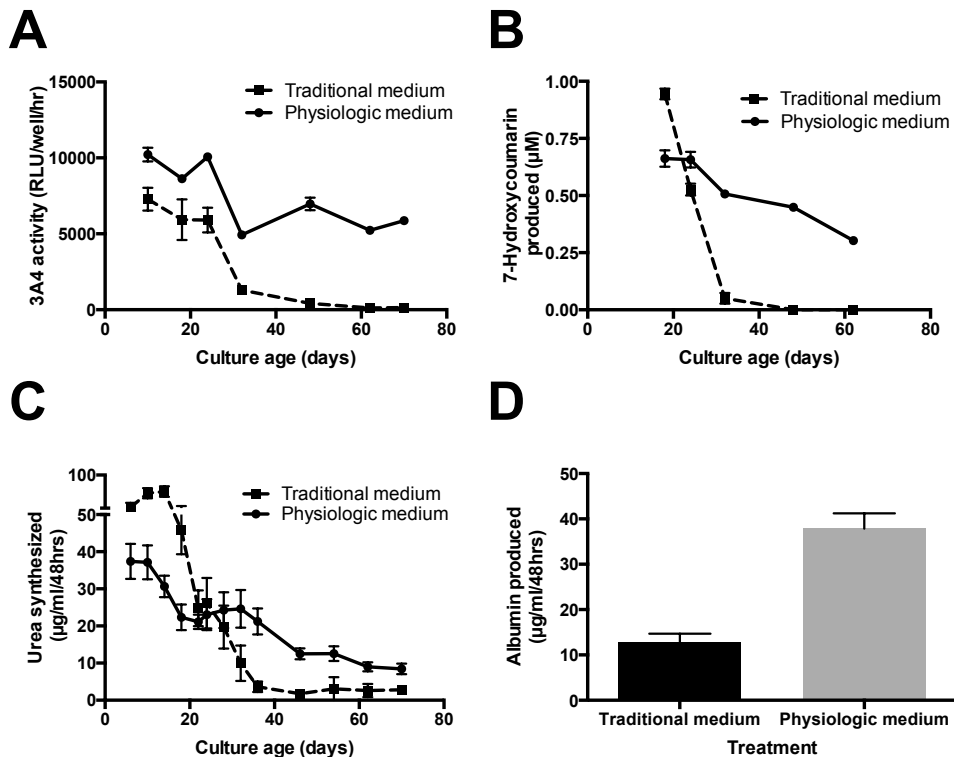 A
3A4 activity (RLU/well/hr)
15000
10000
5000
0
Traditional medium
Physiologic medium
0 20 40 60 80
Culture age (days)
B
7-Hydroxycoumarin
produced (µM)
1.00
0.75
0.50
0.25
0.00
Traditional medium
Physiologic medium
0 20 40 60 80
Culture age (days)
C
Urea synthesized
(µg/ml/48hrs)
100
50
50
40
30
20
10
0
Traditional medium
Physiologic medium
0 20 40 60 80
Culture age (days)
D
Albumin produced
(µg/ml/48hrs)
50
40
30
20
10
0
Traditional medium Physiologic medium
Treatment